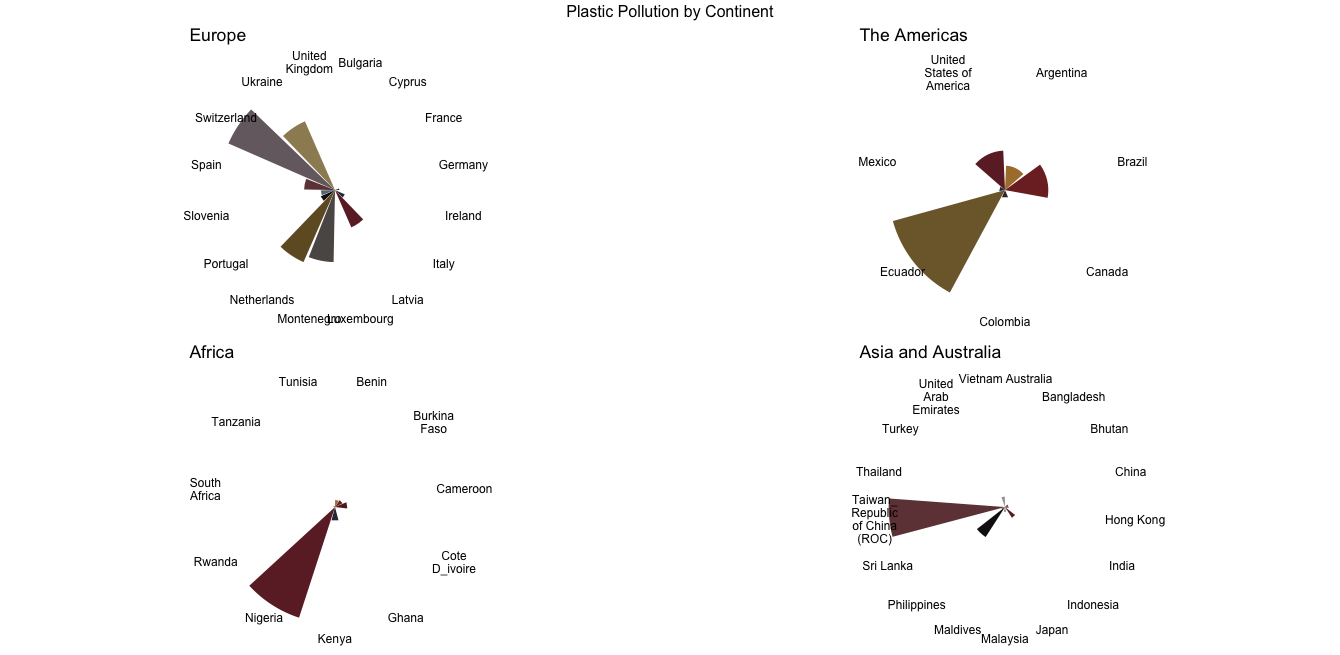 Plastic Pollution by Continent
Europe
United
Kingdom
Bulgaria
Ukraine
Cyprus
Switzerland
France
Spain
Germany
Slovenia
Ireland
Portugal
Italy
Netherlands
Latvia
Montenegro
Luxembourg
The Americas
United
States of
America
Argentina
Mexico
Brazil
Ecuador
Canada
Colombia
Africa
Tunisia
Benin
Tanzania
Burkina
Faso
South
Africa
Cameroon
Rwanda
Cote
D_ivoire
Nigeria
Ghana
Kenya
Asia and Australia
Vietnam
Australia
United
Arab
Emirates
Bangladesh
Turkey
Bhutan
Thailand
China
Taiwan_
Republic
of China
(ROC)
Hong Kong
Sri Lanka
India
Philippines
Indonesia
Maldives
Japan
Malaysia